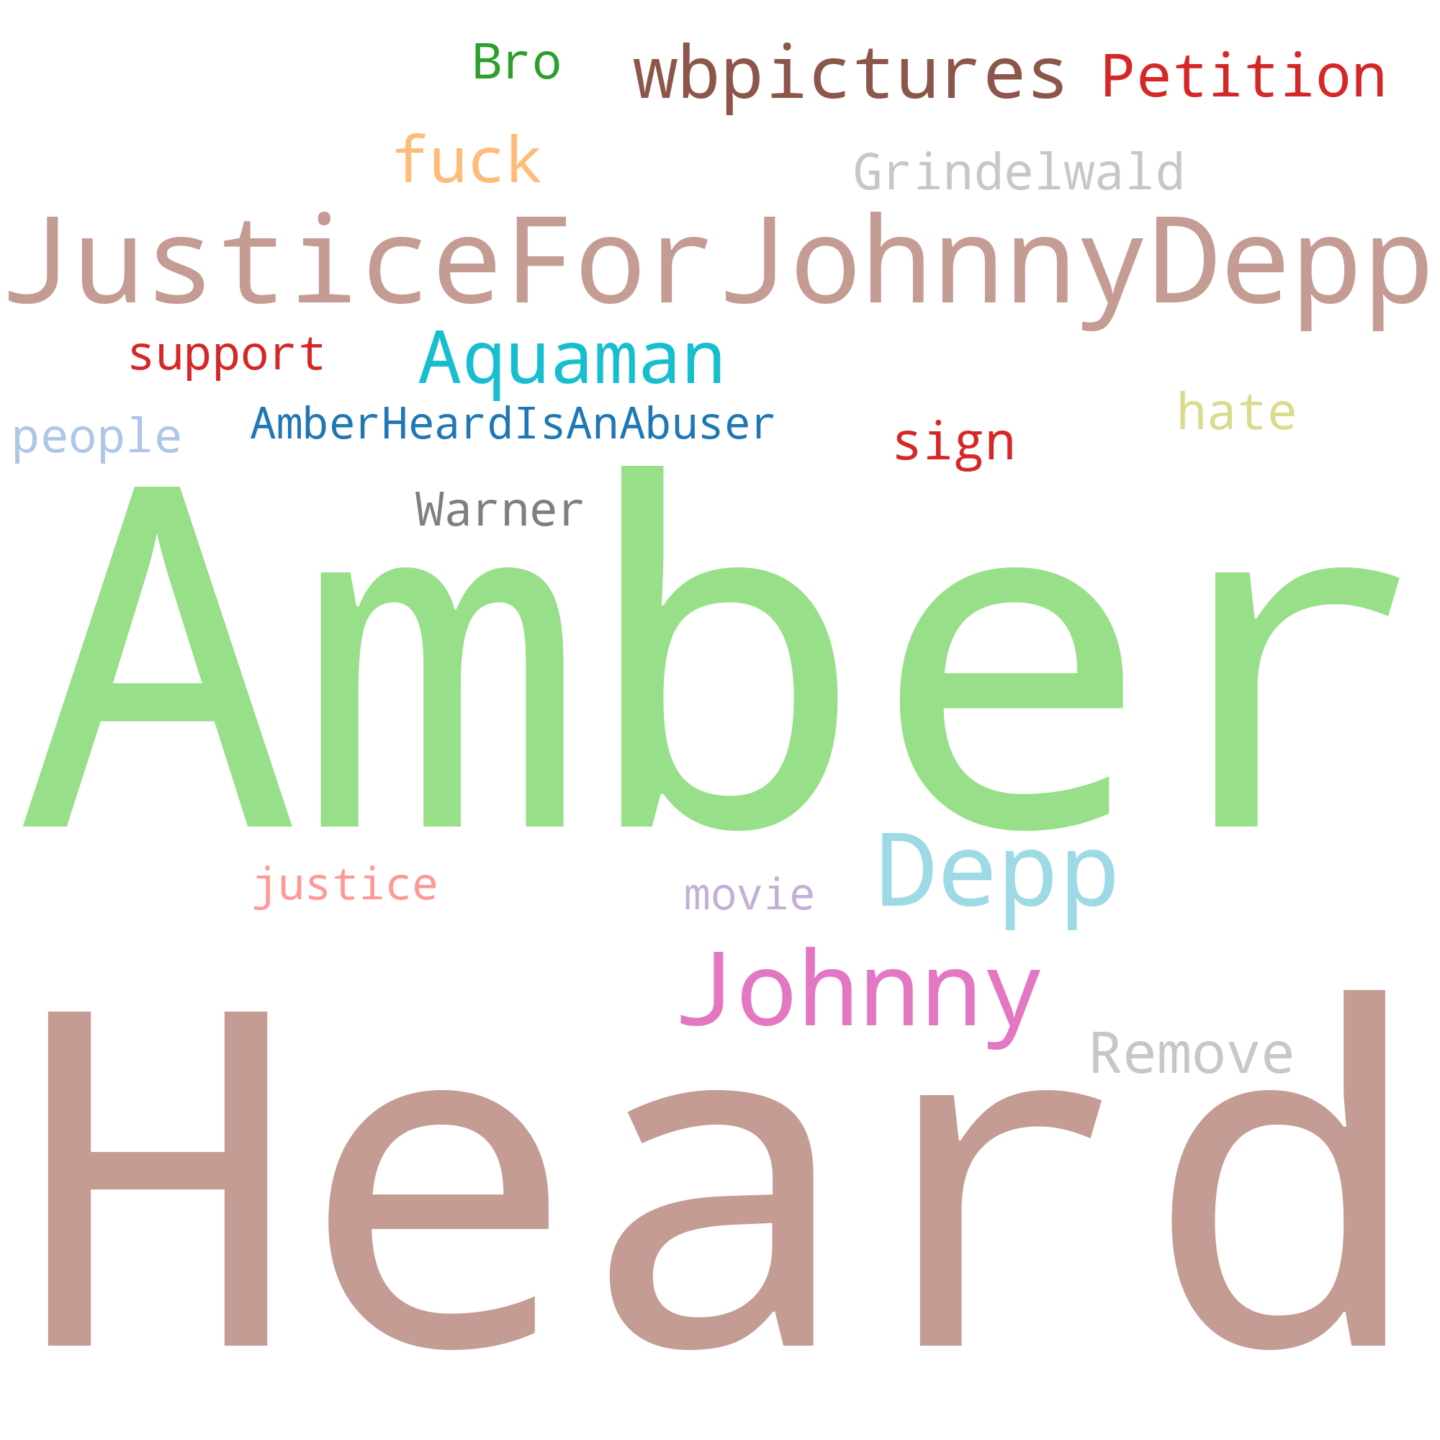 Bro wbpictures Petition
fuck Grindelwald
JusticeForJohnnyDepp
support Aquaman
people AmberHeardIsAnAbuser sign hate
Warner
Amber
justice movie Depp
Johnny
Remove
Heard